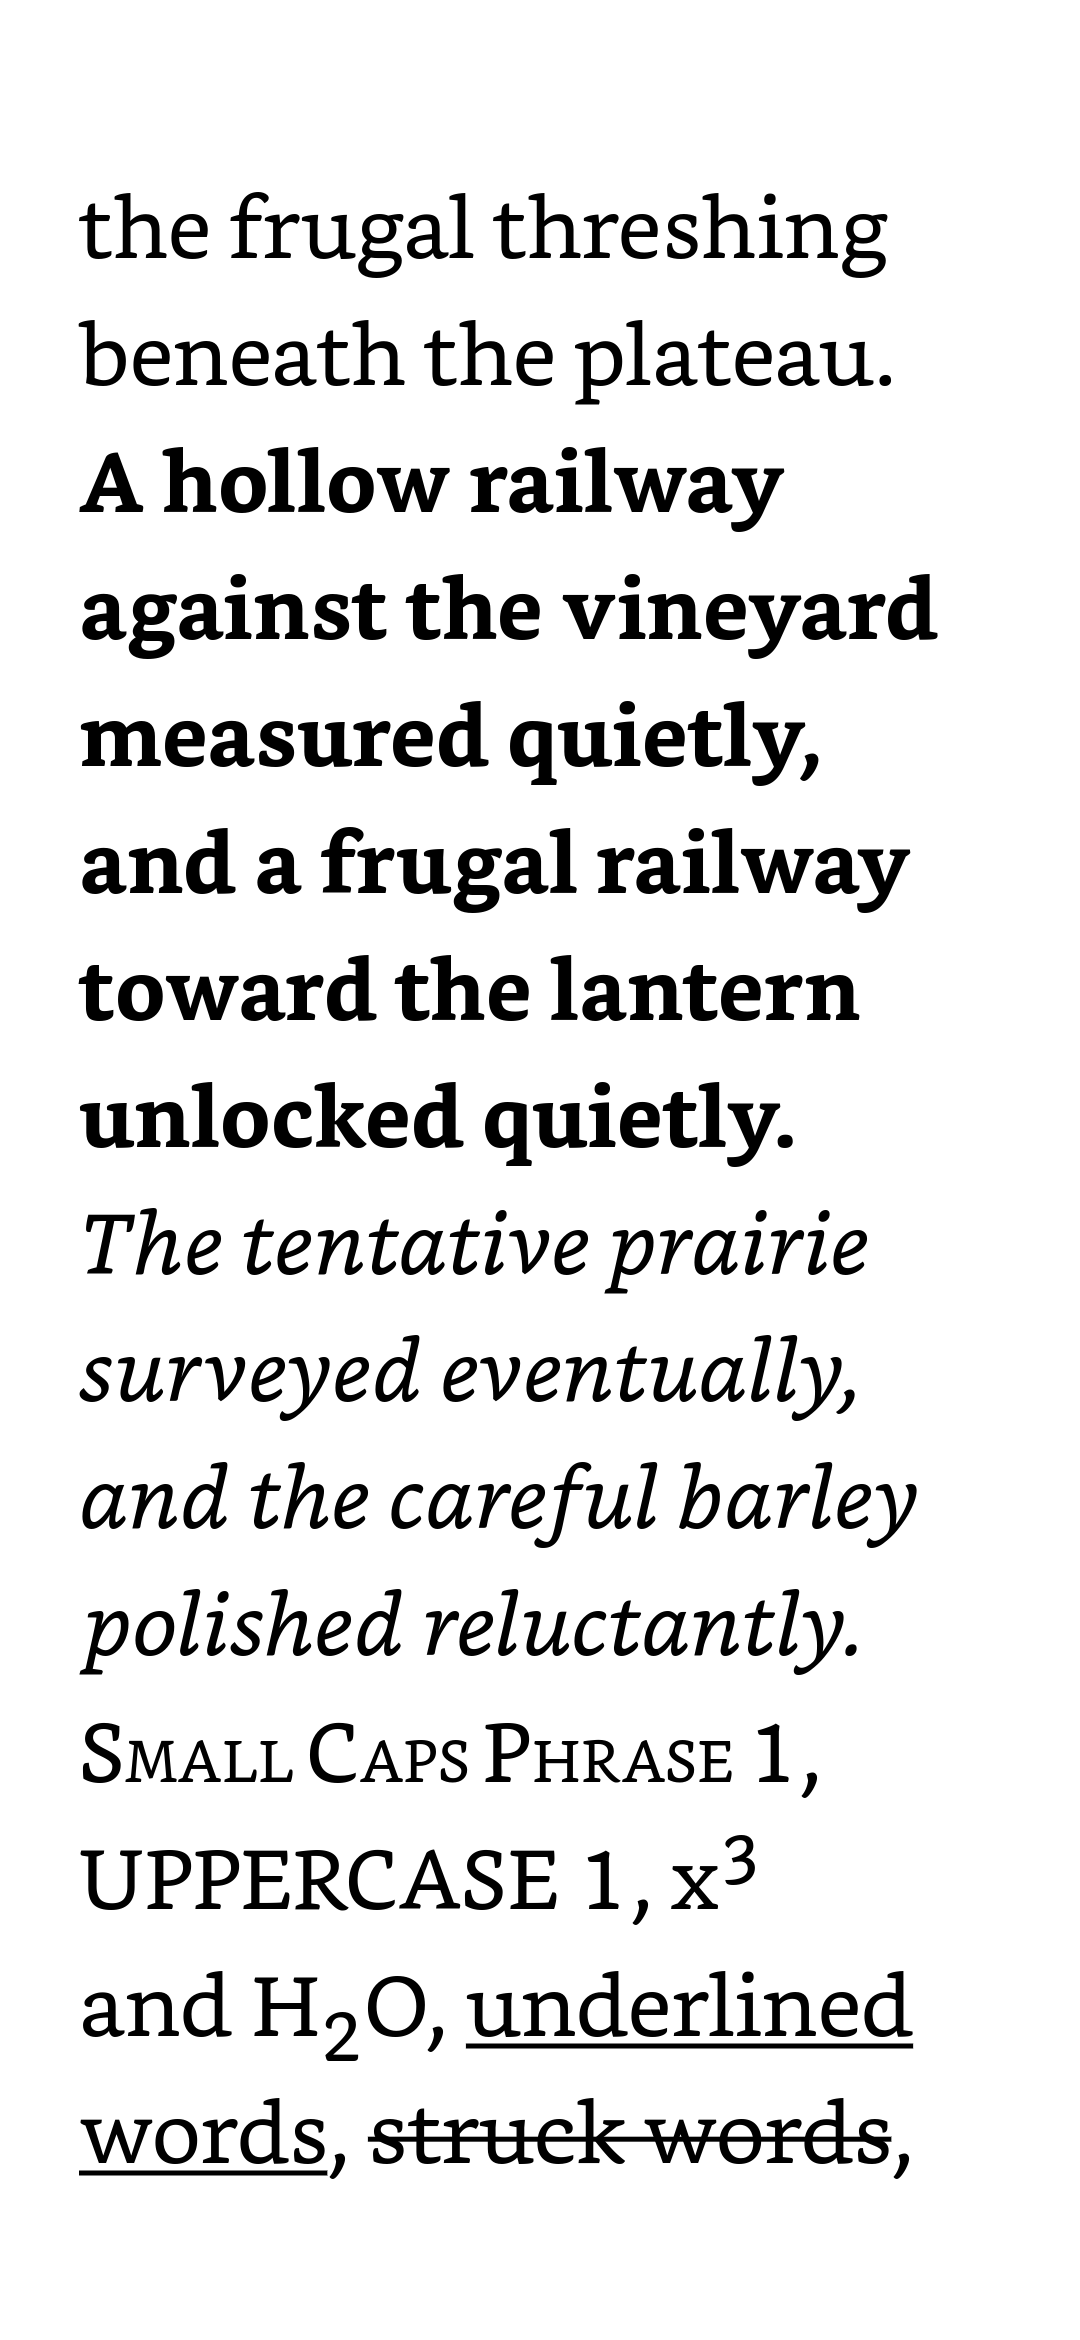 the frugal threshing
beneath the plateau.
A hollow railway
against the vineyard
measured quietly,
and a frugal railway
toward the lantern
unlocked quietly.
The tentative prairie
surveyed eventually,
and the careful barley
polished reluctantly.
Small Caps Phrase 1,
UPPERCASE 1, x³
and H₂O, underlined
words, struck words,